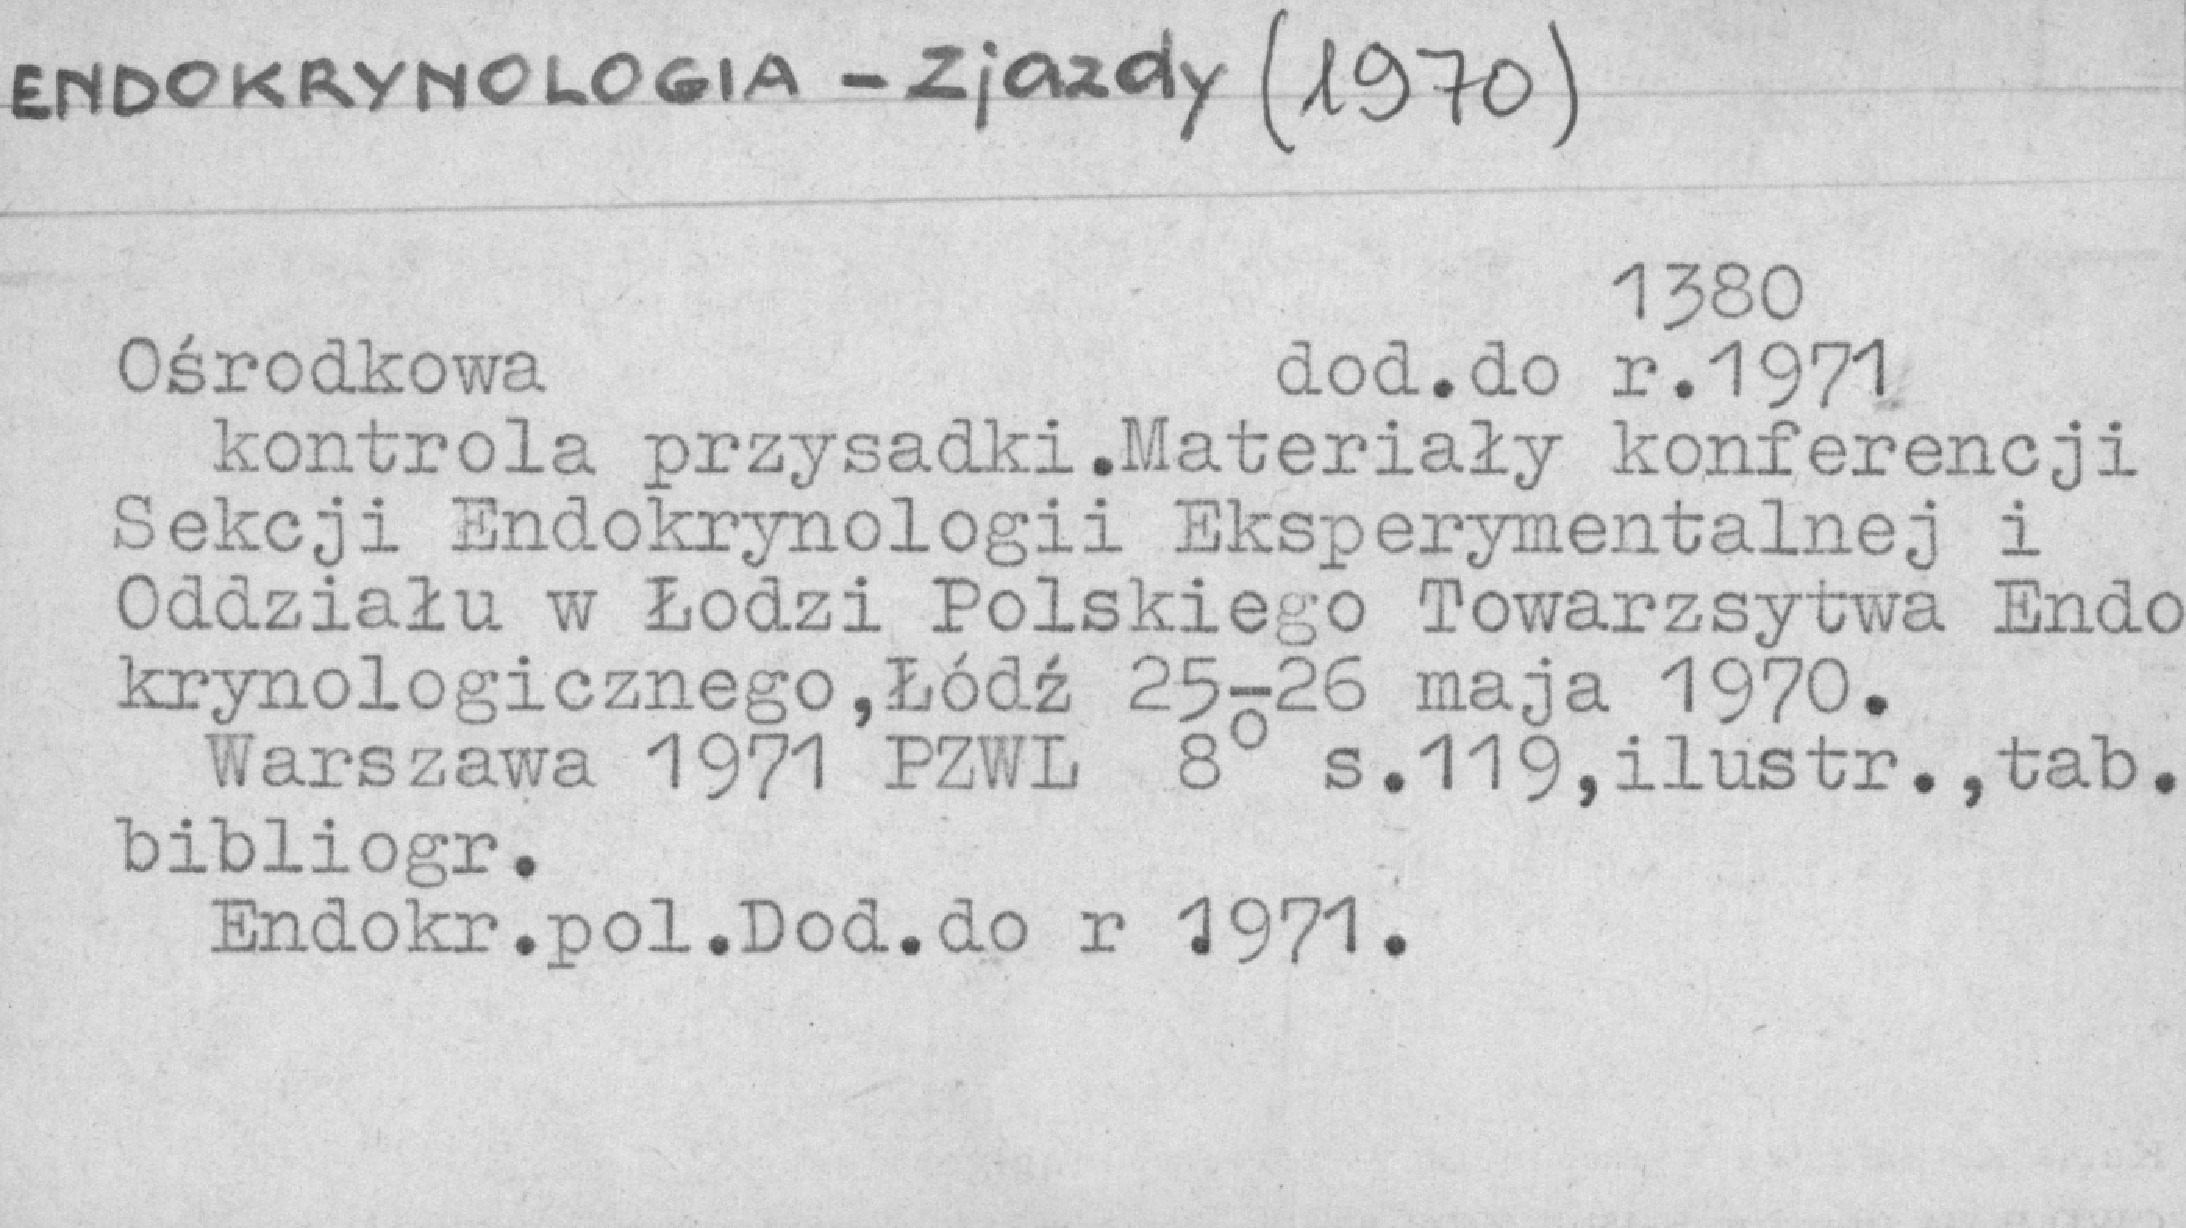 ENDOKRYNOLOGIA - Zjazdy (1970)
1380
Ośrodkowa dod.do r.1971
kontrola przysadki.Materiały konferencji
Sekcji Endokrynologii Eksperymentalnej i
Oddziału w Łodzi Polskiego Towarzsytwa Endo
krynologicznego,Łódź 25-26 maja 1970.
Warszawa 1971 PZWL 8° s.119,ilustr.,tab.
bibliogr.
Endokr.pol.Dod.do r 1971.